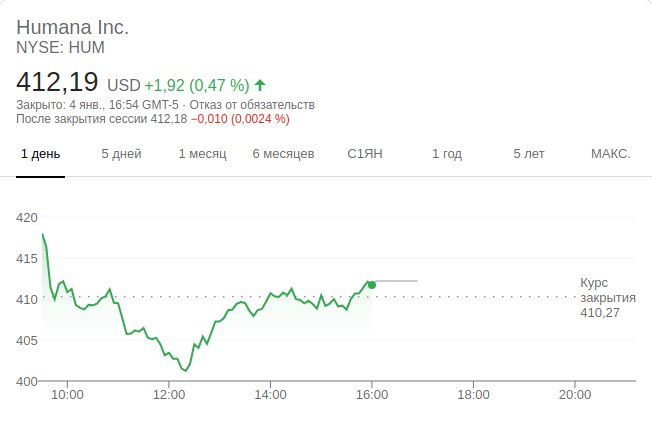 Humana Inc.
NYSE: HUM
412,19 USD +1,92 (0,47 %)
Закрыто: 4 янв., 16:54 GMT-5 · Отказ от обязательств
После закрытия сессии 412,18 −0,010 (0,0024 %)
1 день 5 дней 1 месяц 6 месяцев С1ЯН 1 год 5 лет МАКС.
420
415
410
405
400
Курс
закрытия
410,27
10:00 12:00 14:00 16:00 18:00 20:00